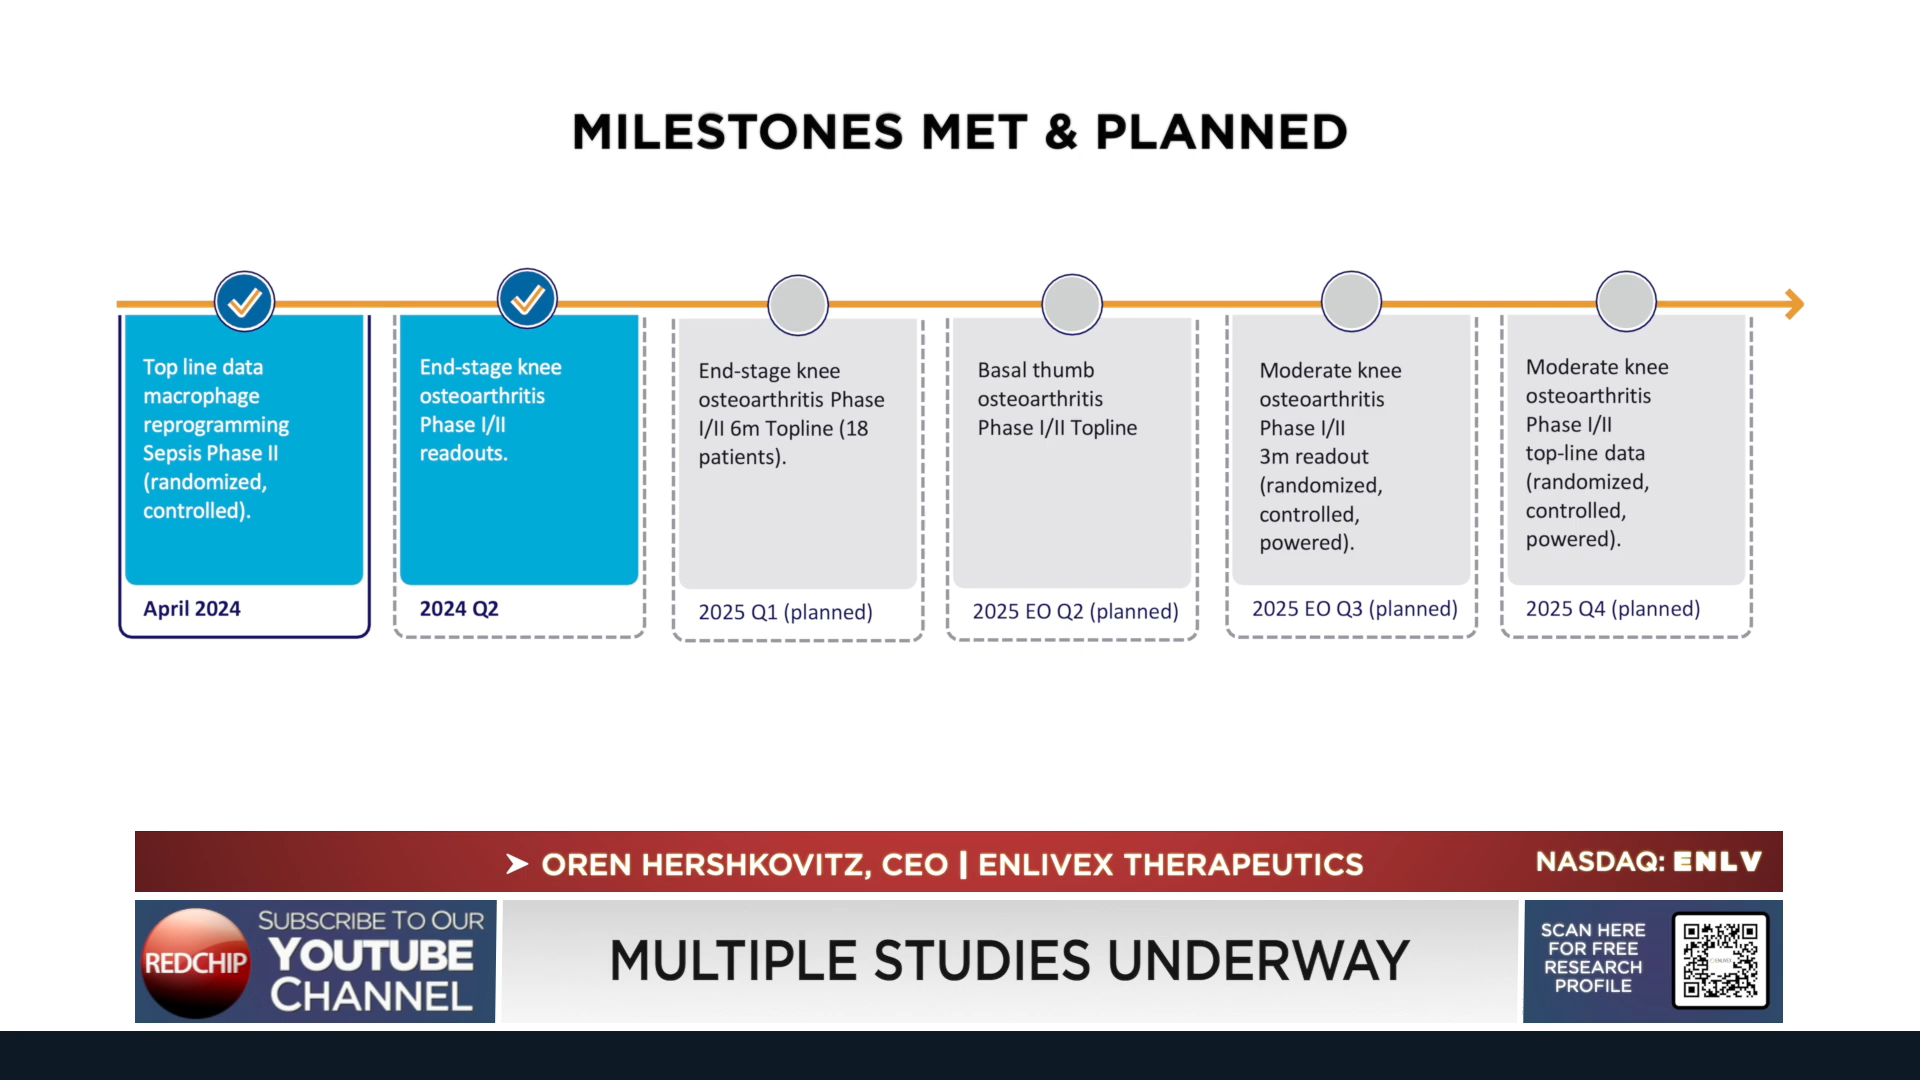 MILESTONES MET & PLANNED
Top line data
macrophage
reprogramming
Sepsis Phase II
(randomized,
controlled).
April 2024
End-stage knee
osteoarthritis
Phase I/II
readouts.
2024 Q2
End-stage knee
osteoarthritis Phase
I/II 6m Topline (18
patients).
2025 Q1 (planned)
Basal thumb
osteoarthritis
Phase I/II Topline
2025 EO Q2 (planned)
Moderate knee
osteoarthritis
Phase I/II
3m readout
(randomized,
controlled,
powered).
2025 EO Q3 (planned)
Moderate knee
osteoarthritis
Phase I/II
top-line data
(randomized,
controlled,
powered).
2025 Q4 (planned)
OREN HERSHKOVITZ, CEO | ENLIVEX THERAPEUTICS
NASDAQ: ENLV
REDCHIP
SUBSCRIBE TO OUR
YOUTUBE
CHANNEL
MULTIPLE STUDIES UNDERWAY
SCAN HERE
FOR FREE
RESEARCH
PROFILE